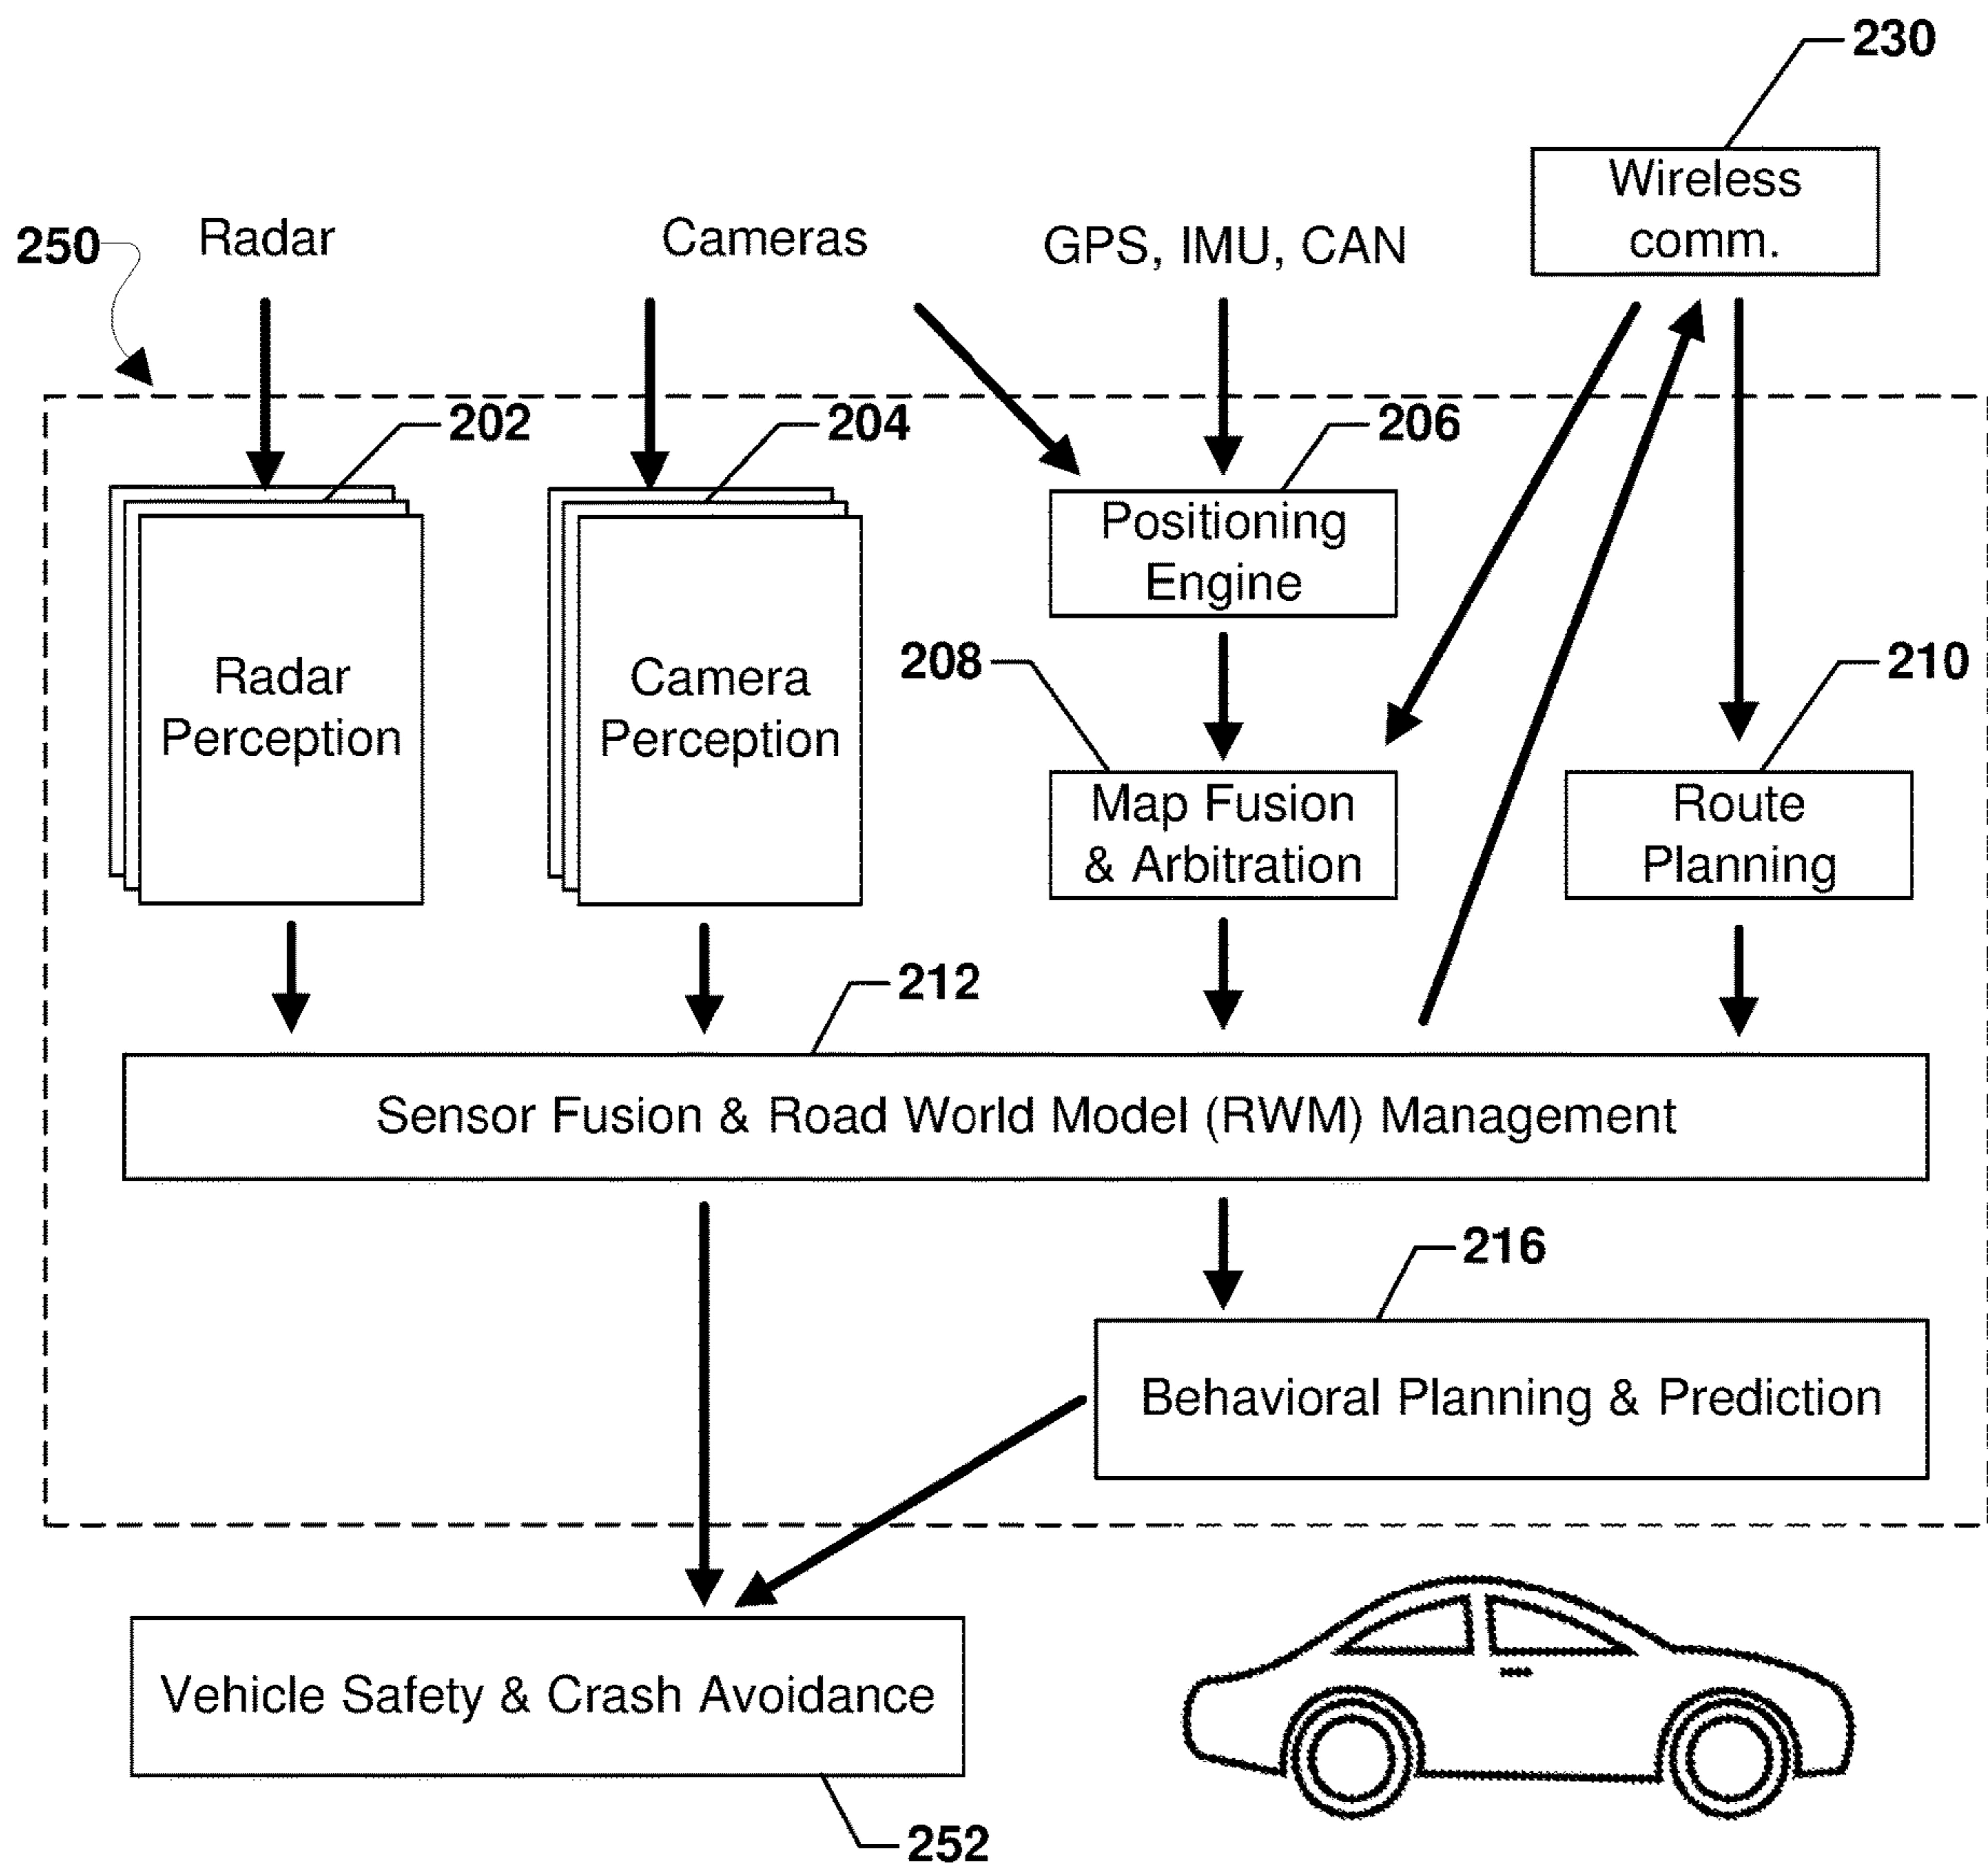 230
Wireless
comm.
250
Radar
Cameras
GPS, IMU, CAN
202
204
206
Positioning
Engine
Radar
Perception
Camera
Perception
208
210
Map Fusion
& Arbitration
Route
Planning
212
Sensor Fusion & Road World Model (RWM) Management
216
Behavioral Planning & Prediction
Vehicle Safety & Crash Avoidance
252